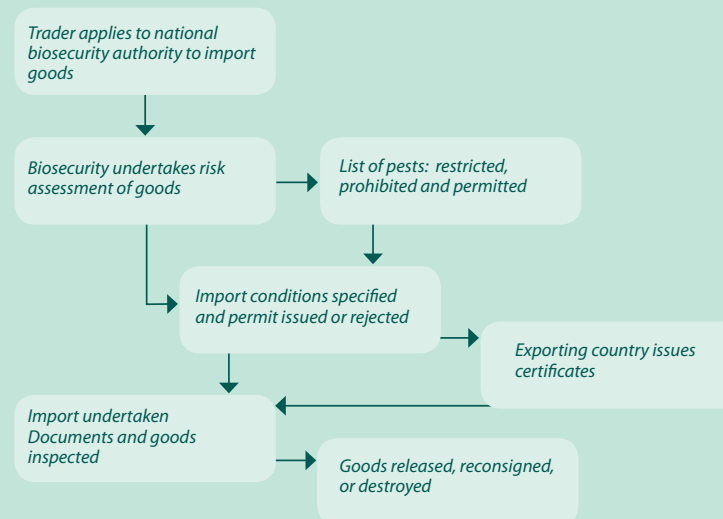 Trader applies to national
biosecurity authority to import
goods
Biosecurity undertakes risk
assessment of goods
List of pests: restricted,
prohibited and permitted
Import conditions specified
and permit issued or rejected
Exporting country issues
certificates
Import undertaken
Documents and goods
inspected
Goods released, reconsigned,
or destroyed